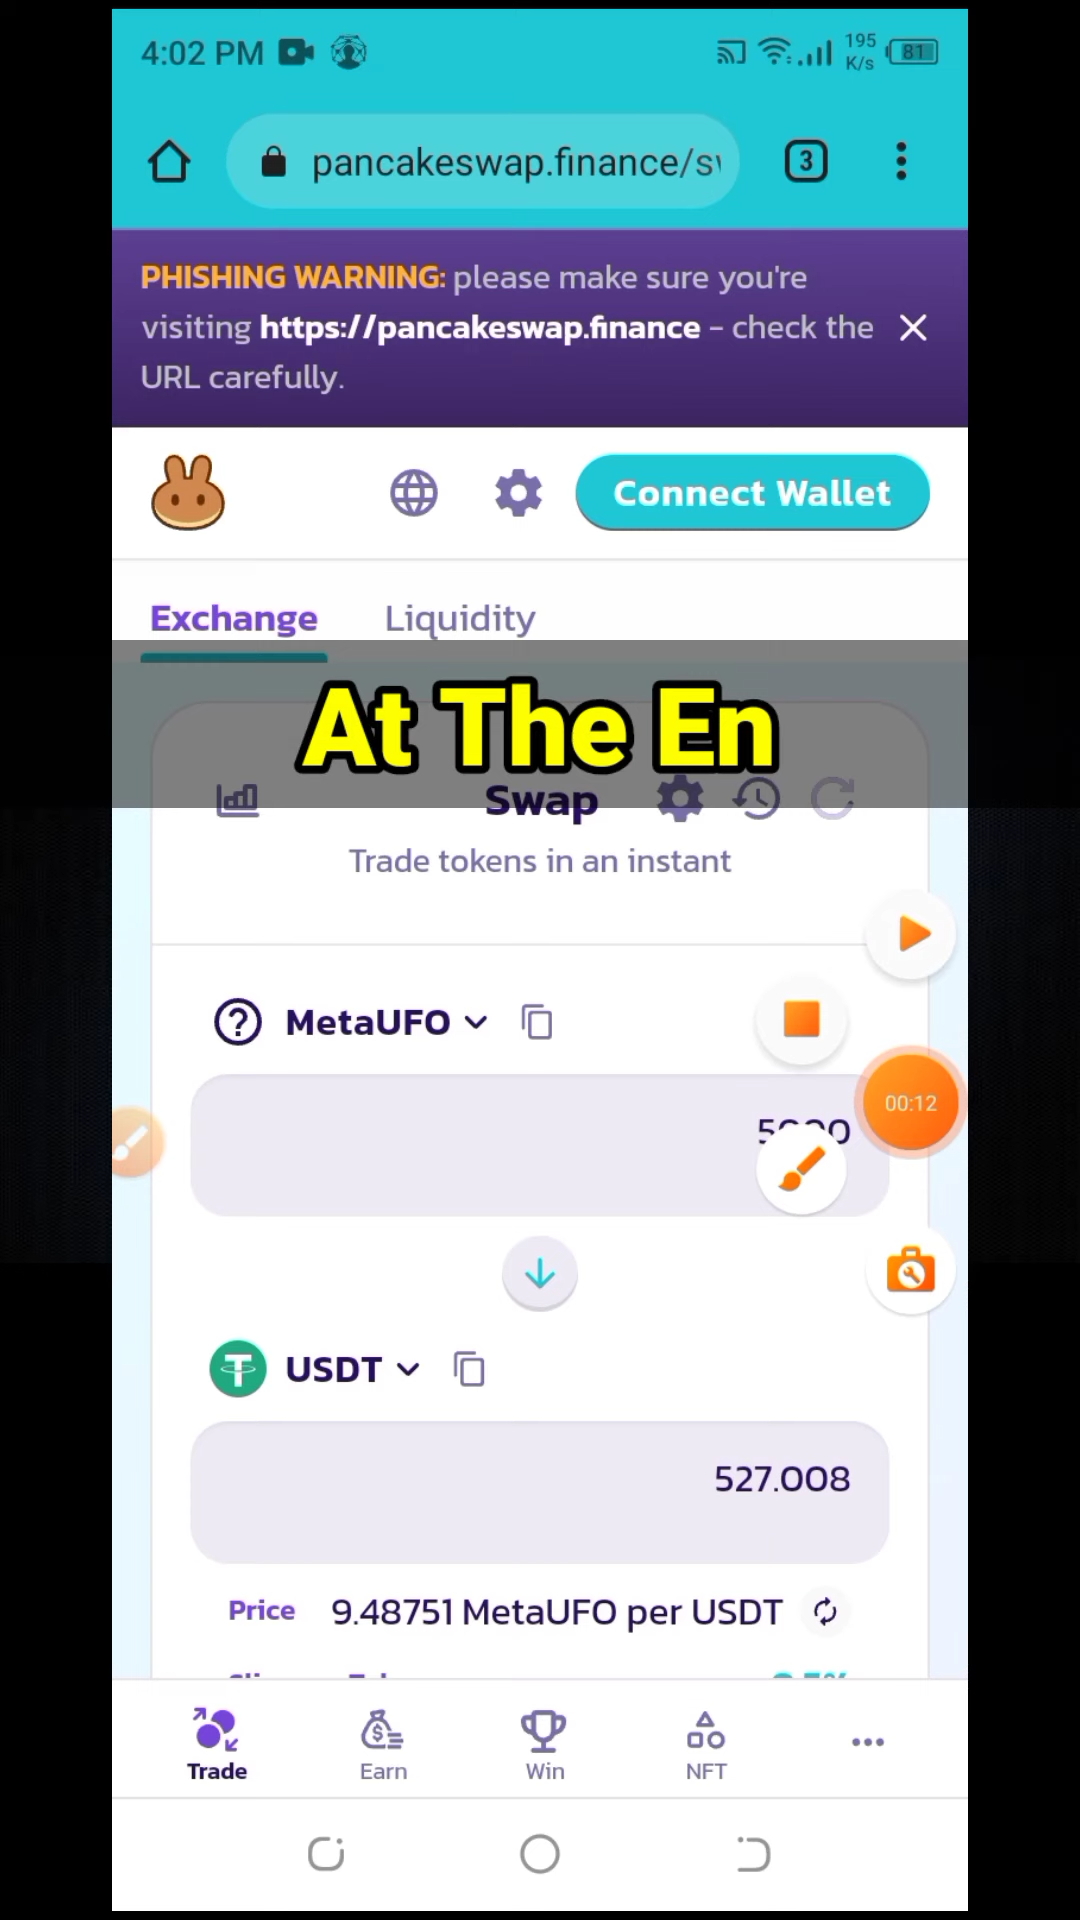 4:02 PM
195
K/s
81
pancakeswap.finance/s
3
PHISHING WARNING: please make sure you're
visiting https://pancakeswap.finance - check the
URL carefully.
Connect Wallet
Exchange
Liquidity
At The En
Swap
Trade tokens in an instant
MetaUFO
00:12
USDT
527.008
Price
9.48751 MetaUFO per USDT
Trade
Earn
Win
NFT